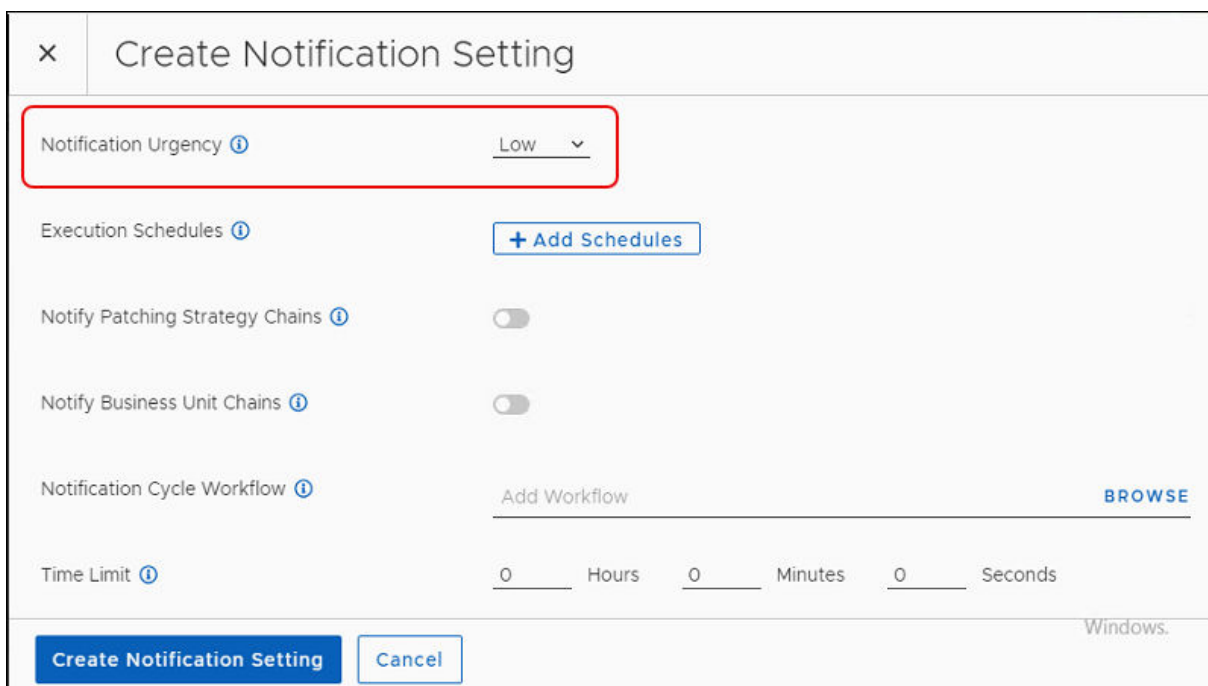 × Create Notification Setting
Notification Urgency Low
Execution Schedules + Add Schedules
Notify Patching Strategy Chains
Notify Business Unit Chains
Notification Cycle Workflow Add Workflow BROWSE
Time Limit 0 Hours 0 Minutes 0 Seconds
Windows.
Create Notification Setting Cancel